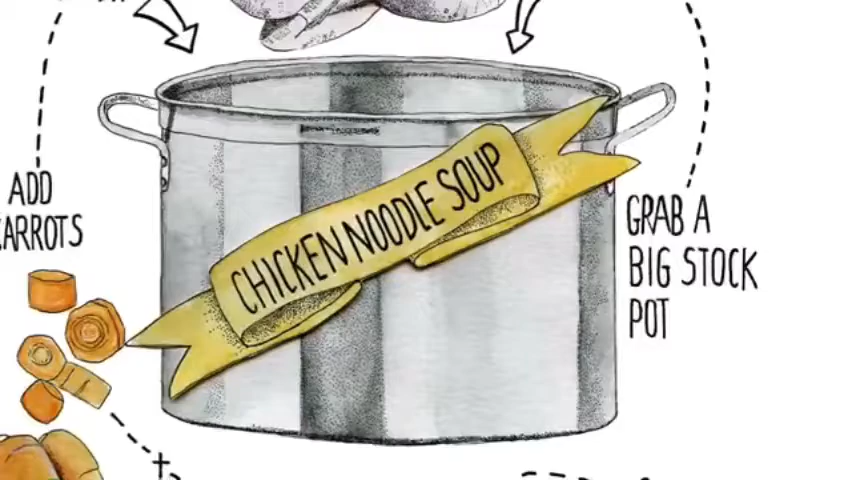 ADD
CARROTS
CHICKEN NOODLE SOUP
GRAB A
BIG STOCK
POT